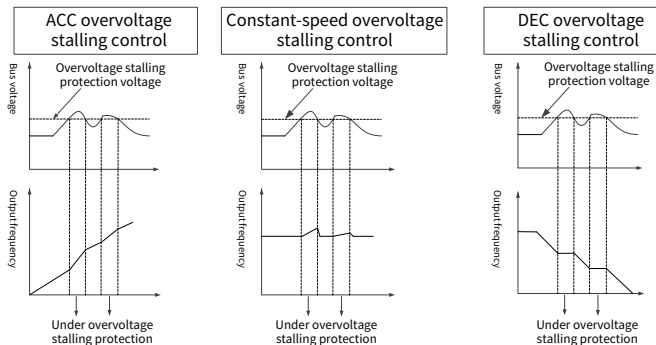 ACC overvoltage
stalling control
Bus voltage
Overvoltage stalling
protection voltage
Output frequency
Under overvoltage
stalling protection
Constant-speed overvoltage
stalling control
Bus voltage
Overvoltage stalling
protection voltage
Output frequency
Under overvoltage
stalling protection
DEC overvoltage
stalling control
Bus voltage
Overvoltage stalling
protection voltage
Output frequency
Under overvoltage
stalling protection